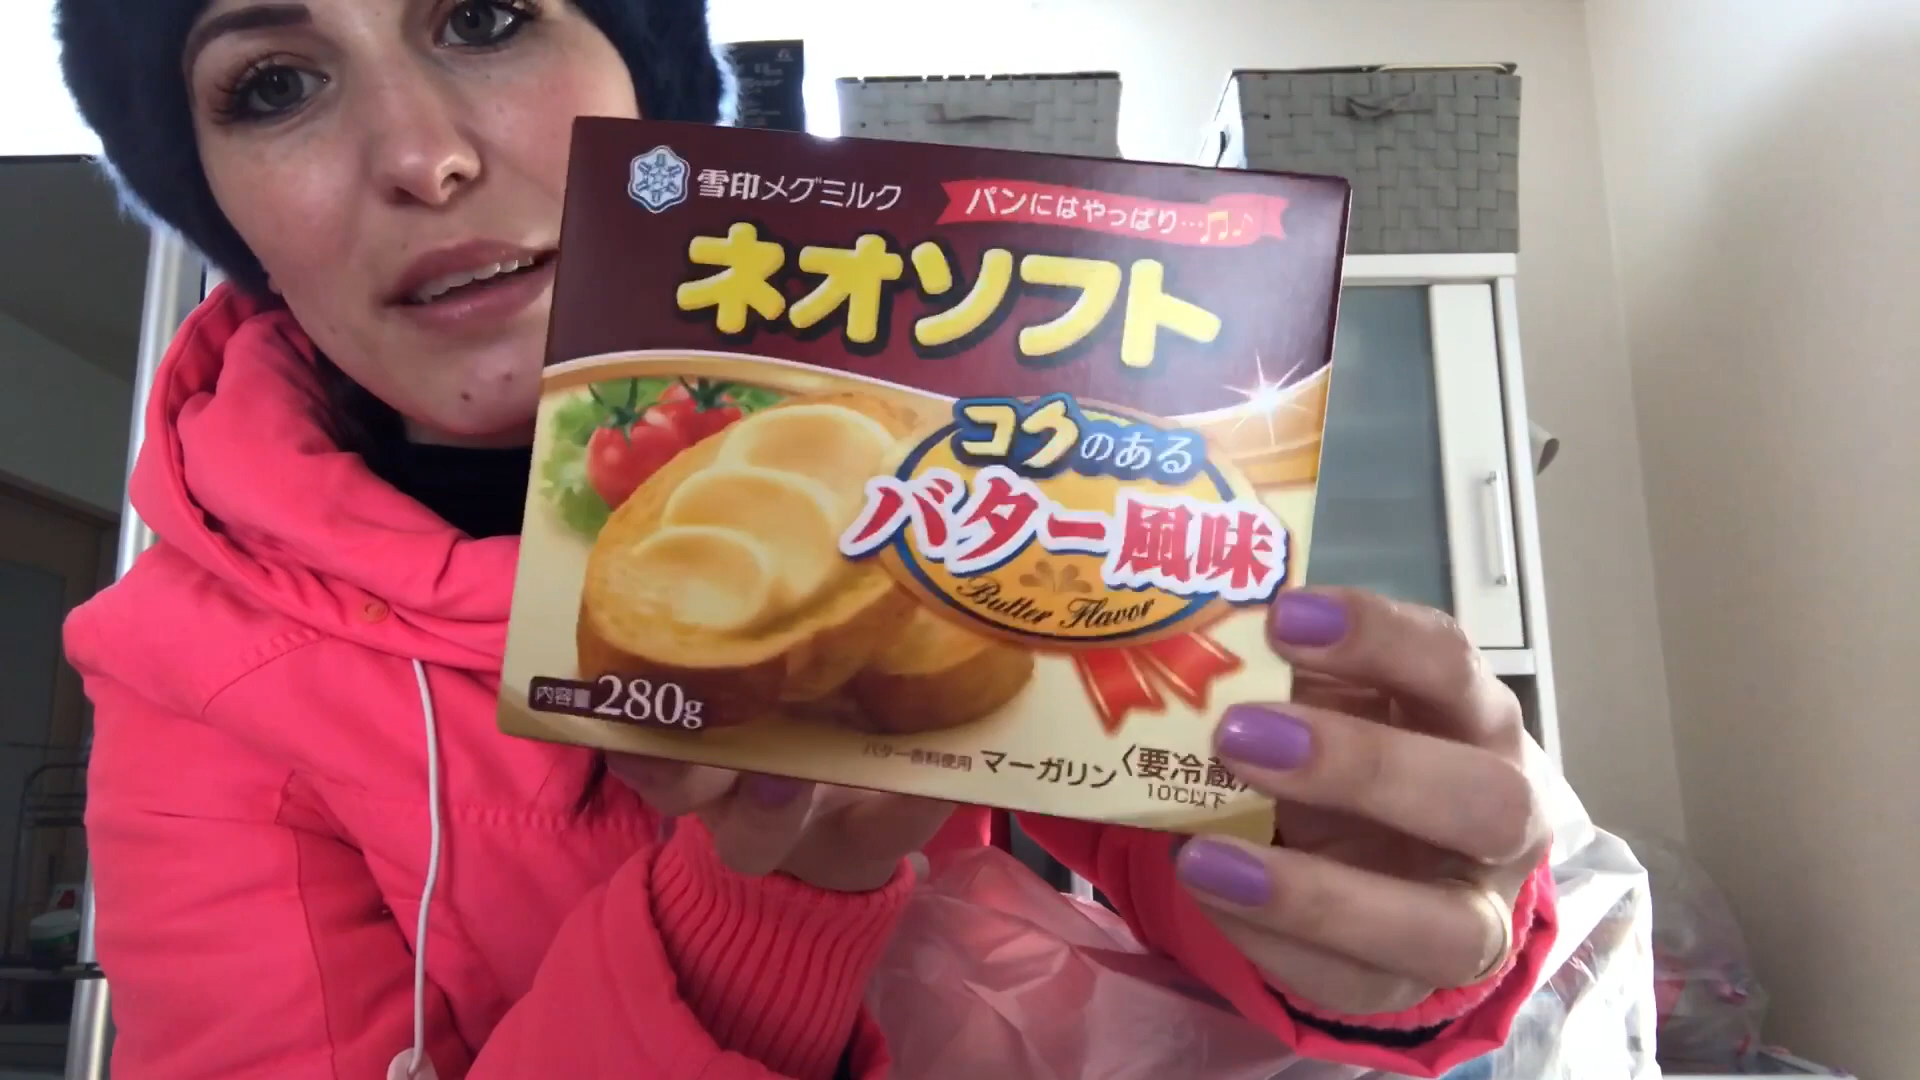 雪印メグミルク
パンにはやっぱり…♫♪
ネオソフト
コクのある
バター風味
Butter Flavor
内容量280g
バター香料使用 マーガリン〈要冷蔵〉
10℃以下